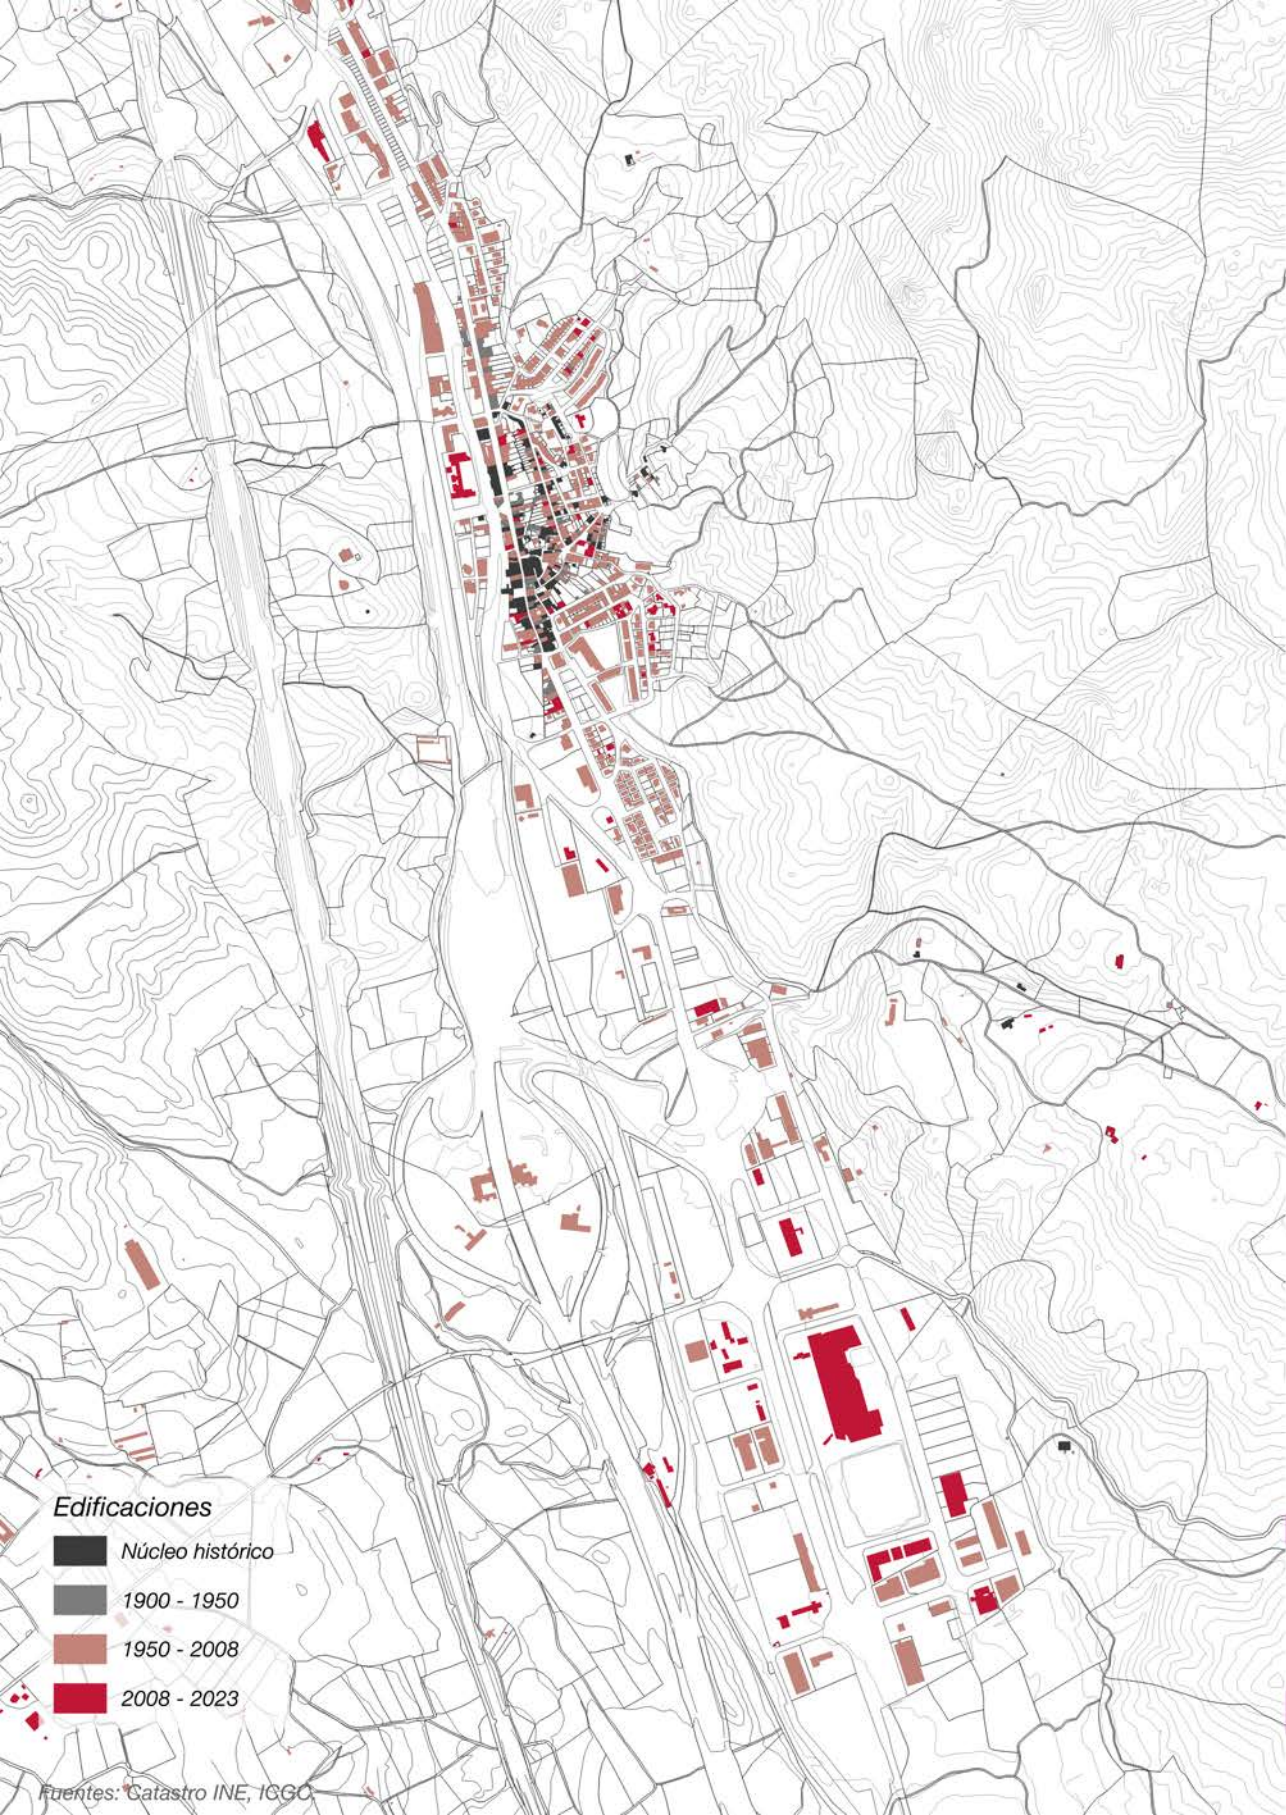 Edificaciones
Núcleo histórico
1900 - 1950
1950 - 2008
2008 - 2023
Fuentes: Catastro INE, ICGC.